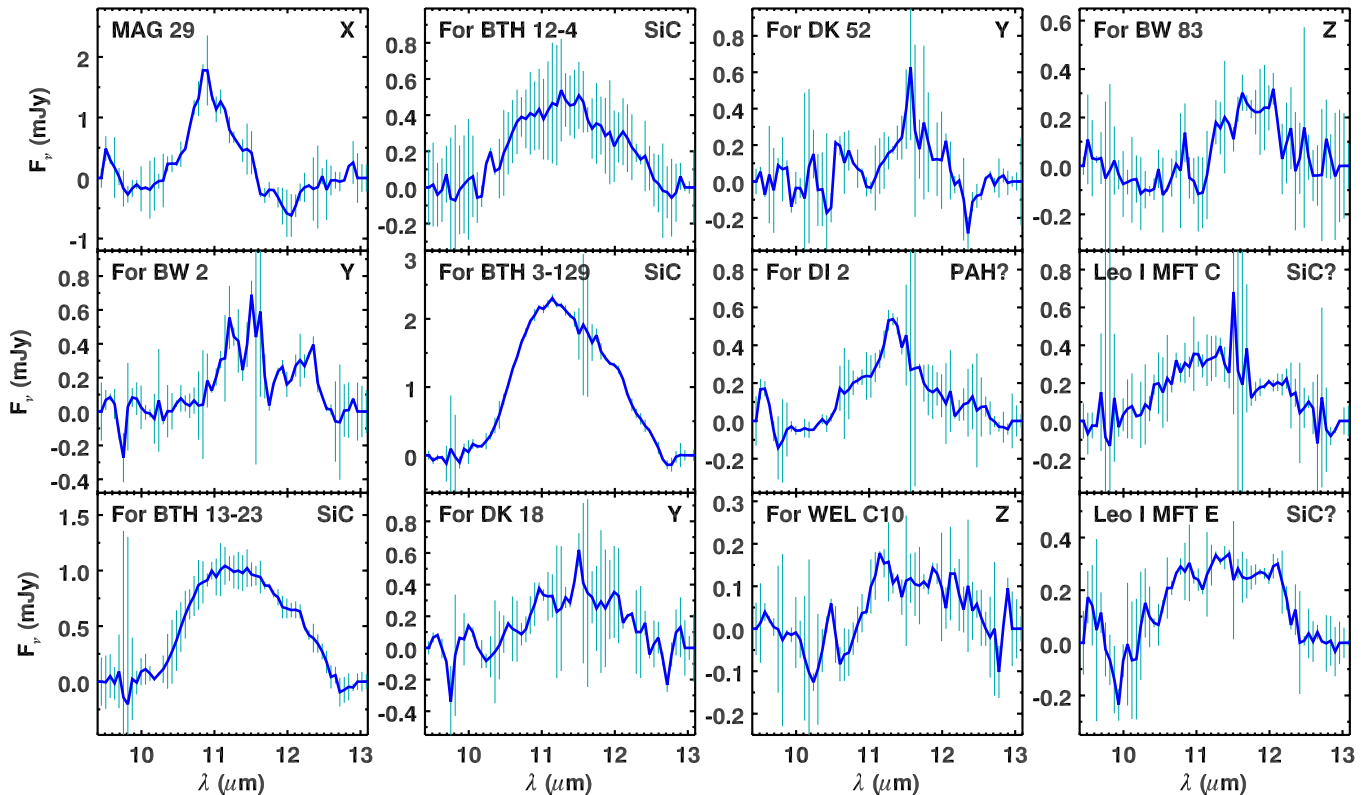 MAG 29 X
For BTH 12-4 SiC
For DK 52 Y
For BW 83 Z
2
1
0
-1
0.8
0.6
0.4
0.2
0.0
-0.2
0.8
0.6
0.4
0.2
0.0
-0.2
0.6
0.4
0.2
0.0
-0.2
Fν (mJy)
For BW 2 Y
For BTH 3-129 SiC
For DI 2 PAH?
Leo I MFT C SiC?
0.8
0.6
0.4
0.2
0.0
-0.2
-0.4
3
2
1
0
0.8
0.6
0.4
0.2
0.0
-0.2
0.8
0.6
0.4
0.2
0.0
-0.2
Fν (mJy)
For BTH 13-23 SiC
For DK 18 Y
For WEL C10 Z
Leo I MFT E SiC?
1.5
1.0
0.5
0.0
0.8
0.6
0.4
0.2
0.0
-0.2
-0.4
-0.6
0.3
0.2
0.1
0.0
-0.1
-0.2
0.4
0.2
0.0
-0.2
Fν (mJy)
10 11 12 13
10 11 12 13
10 11 12 13
10 11 12 13
λ (μm)
λ (μm)
λ (μm)
λ (μm)